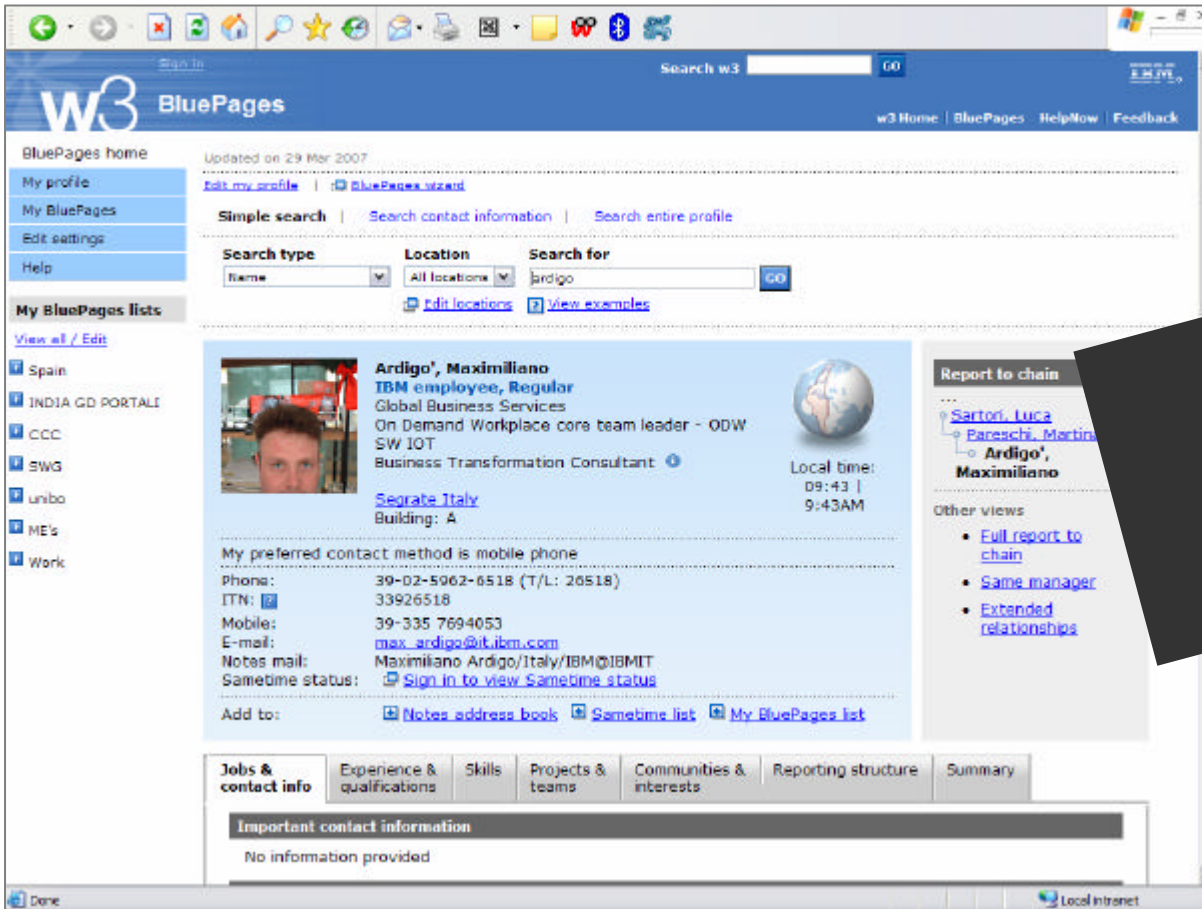 Sign in
Search w3 GO
IBM
w3 BluePages
w3 Home | BluePages HelpNow | Feedback
BluePages home
My profile
My BluePages
Edit settings
Help
My BluePages lists
View all / Edit
Spain
INDIA GD PORTALI
CCC
SWG
unibo
ME's
Work
Updated on 29 Mar 2007
Edit my profile | BluePages wizard
Simple search | Search contact information | Search entire profile
Search type Location Search for
Name All locations ardigo GO
Edit locations View examples
Ardigo', Maximiliano
IBM employee, Regular
Global Business Services
On Demand Workplace core team leader - ODW
SW IOT
Business Transformation Consultant
Segrate Italy
Building: A
Local time:
09:43 |
9:43AM
My preferred contact method is mobile phone
Phone: 39-02-5962-6518 (T/L: 26518)
ITN: 33926518
Mobile: 39-335 7694053
E-mail: max_ardigo@it.ibm.com
Notes mail: Maximiliano Ardigo/Italy/IBM@IBMIT
Sametime status: Sign in to view Sametime status
Add to: Notes address book Sametime list My BluePages list
Report to chain
...
Sartori, Luca
Pareschi, Martina
Ardigo',
Maximiliano
Other views
Full report to
chain
Same manager
Extended
relationships
Jobs &
contact info
Experience &
qualifications
Skills
Projects &
teams
Communities &
interests
Reporting structure
Summary
Important contact information
No information provided
Done
Local intranet